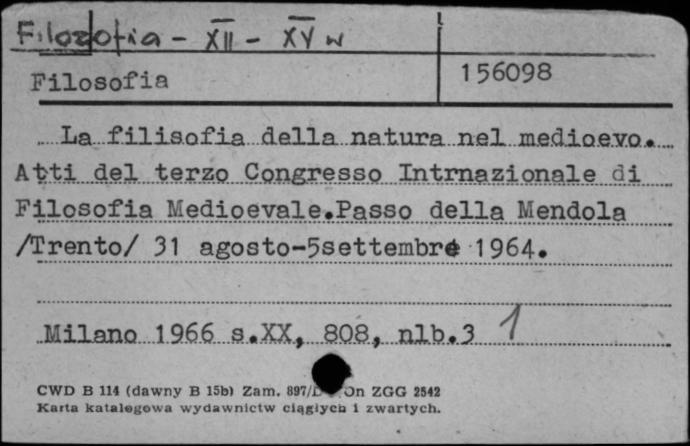 Filozofia - XII - XV w
Filosofia 156098
La filisofia della natura nel medioevo.
Atti del terzo Congresso Intrnazionale di
Filosofia Medioevale.Passo della Mendola
/Trento/ 31 agosto-5settembre 1964.
Milano 1966 s.XX, 808, nlb.3 1
CWD B 114 (dawny B 15b) Zam. On ZGG 2542
Karta katalogowa wydawnictw ciągłych i zwartych.